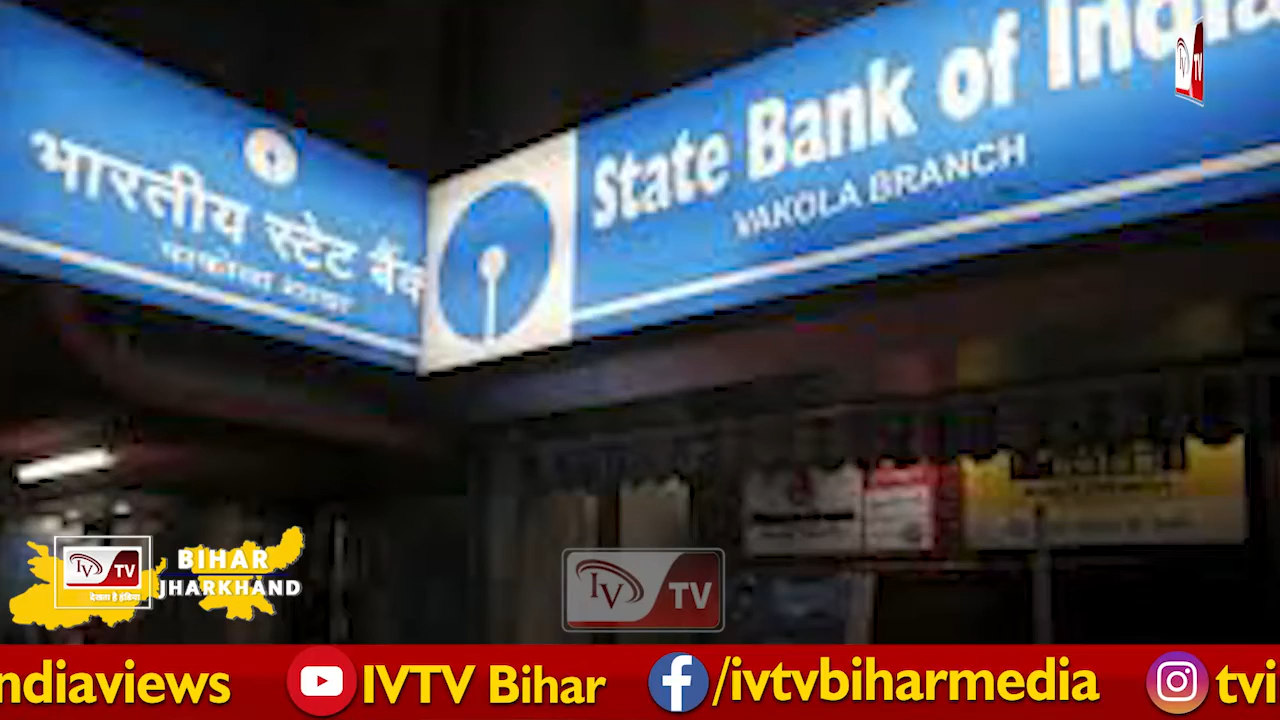 भारतीय स्टेट बैंक
वाकोला शाखा
State Bank of India
VAKOLA BRANCH
IV TV
IV TV
देखता है इंडिया
BIHAR
JHARKHAND
IV TV
ndiaviews
IVTV Bihar
/ivtvbiharmedia
tvi